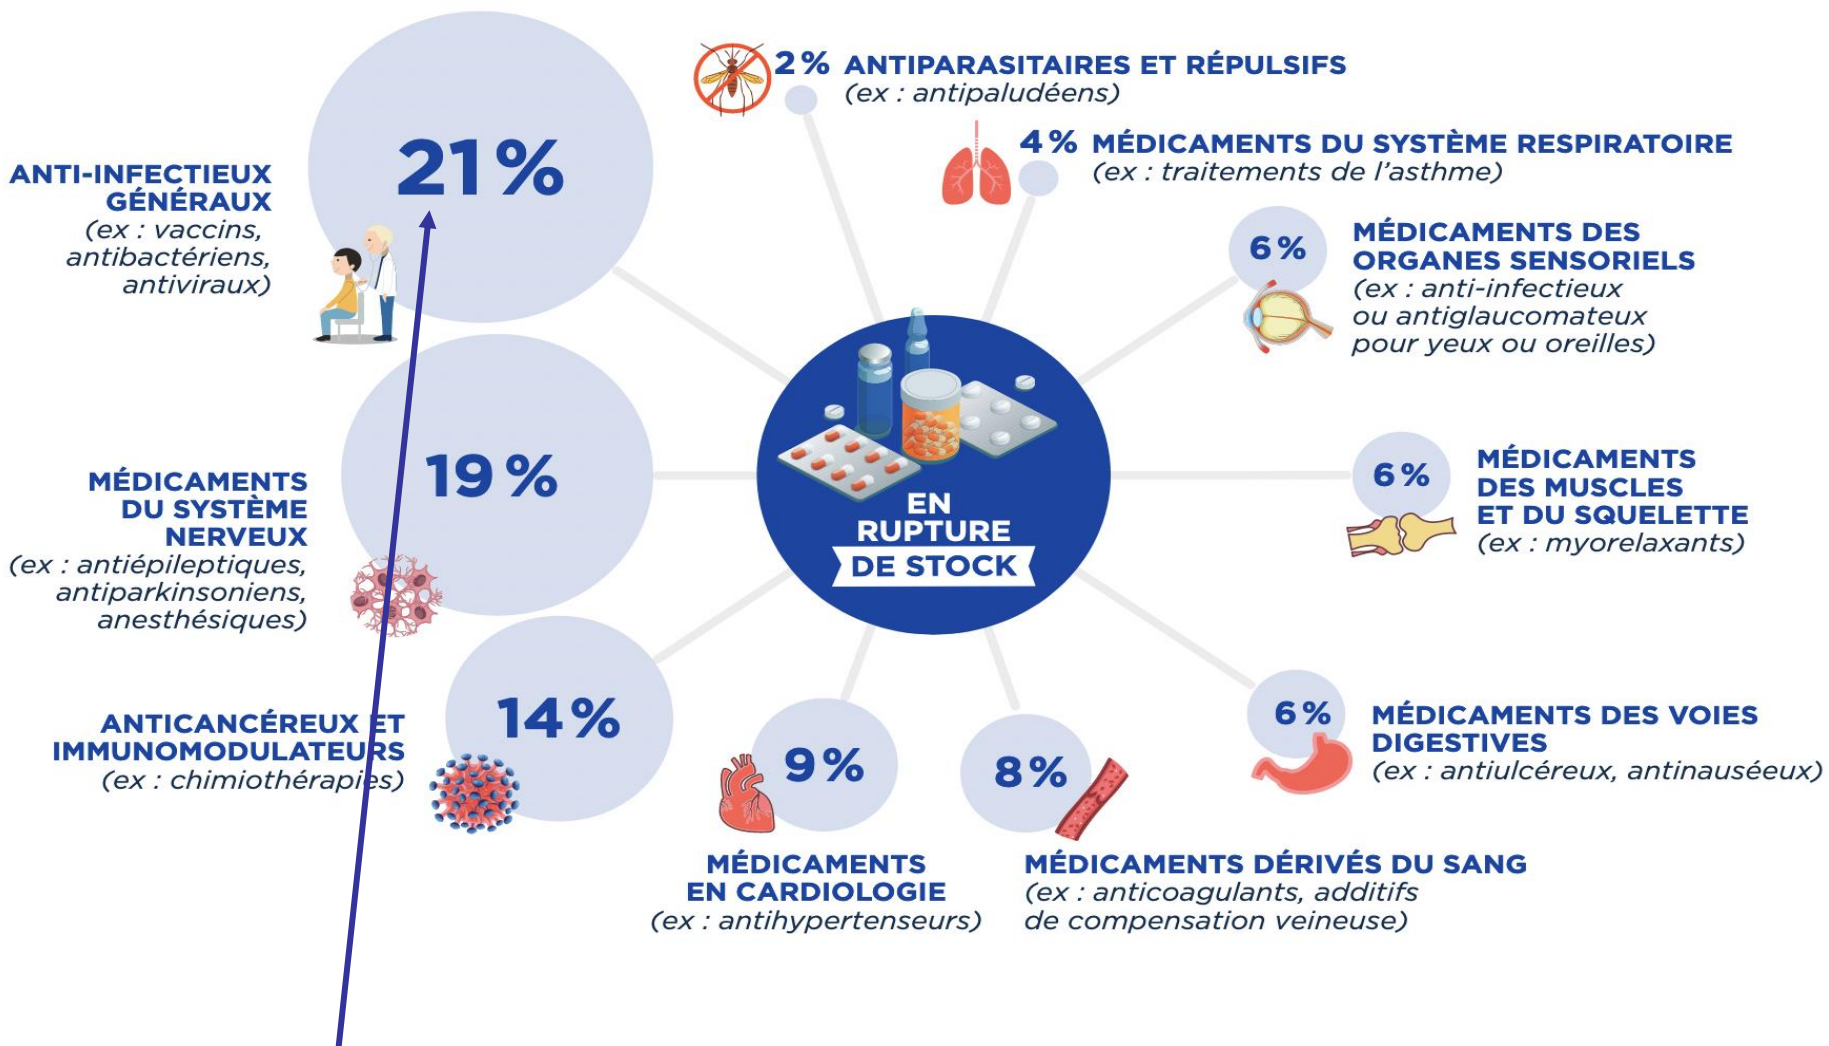 21%
ANTI-INFECTIEUX
GÉNÉRAUX
(ex : vaccins,
antibactériens,
antiviraux)
2% ANTIPARASITAIRES ET RÉPULSIFS
(ex : antipaludéens)
4% MÉDICAMENTS DU SYSTÈME RESPIRATOIRE
(ex : traitements de l’asthme)
6%
MÉDICAMENTS DES
ORGANES SENSORIELS
(ex : anti-infectieux
ou antiglaucomateux
pour yeux ou oreilles)
19%
MÉDICAMENTS
DU SYSTÈME
NERVEUX
(ex : antiépileptiques,
antiparkinsoniens,
anesthésiques)
EN
RUPTURE
DE STOCK
6%
MÉDICAMENTS
DES MUSCLES
ET DU SQUELETTE
(ex : myorelaxants)
14%
ANTICANCÉREUX ET
IMMUNOMODULATEURS
(ex : chimiothérapies)
9%
MÉDICAMENTS
EN CARDIOLOGIE
(ex : antihypertenseurs)
8%
MÉDICAMENTS DÉRIVÉS DU SANG
(ex : anticoagulants, additifs
de compensation veineuse)
6%
MÉDICAMENTS DES VOIES
DIGESTIVES
(ex : antiulcéreux, antinauséeux)